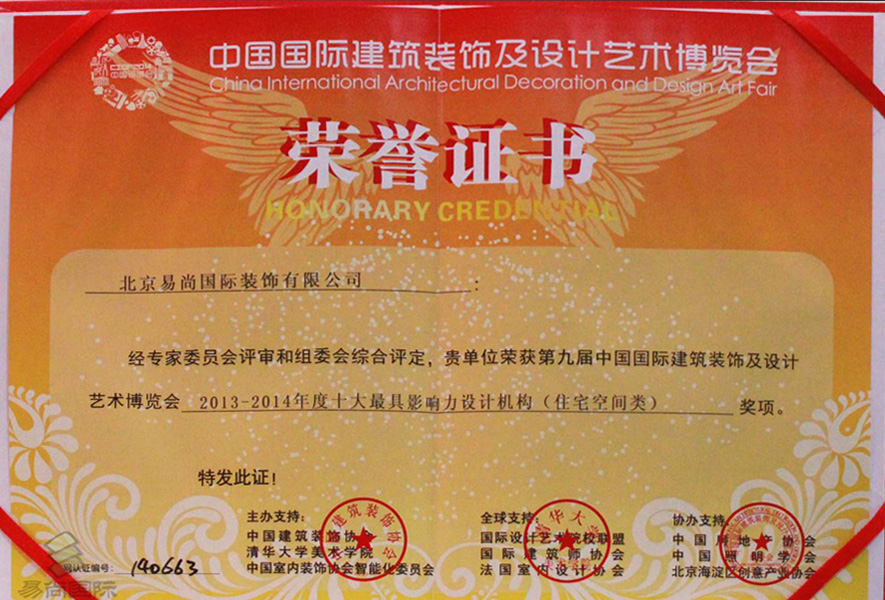 中国国际建筑装饰及设计艺术博览会
China International Architectural Decoration and Design Art Fair
荣誉证书
HONORARY CREDENTIAL
北京易尚国际装饰有限公司:
经专家委员会评审和组委会综合评定，贵单位荣获第九届中国国际建筑装饰及设计
艺术博览会 2013-2014年度十大最具影响力设计机构（住宅空间类） 奖项。
特发此证!
主办支持:
中国建筑装饰协会
清华大学美术学院
中国室内装饰协会智能化委员会
全球支持:
国际设计艺术院校联盟
国际建筑师协会
法国室内设计协会
协办支持:
中国房地产协会
中国照明学会
北京海淀区创意产业协会
网认证编号: 140663
易尚国际